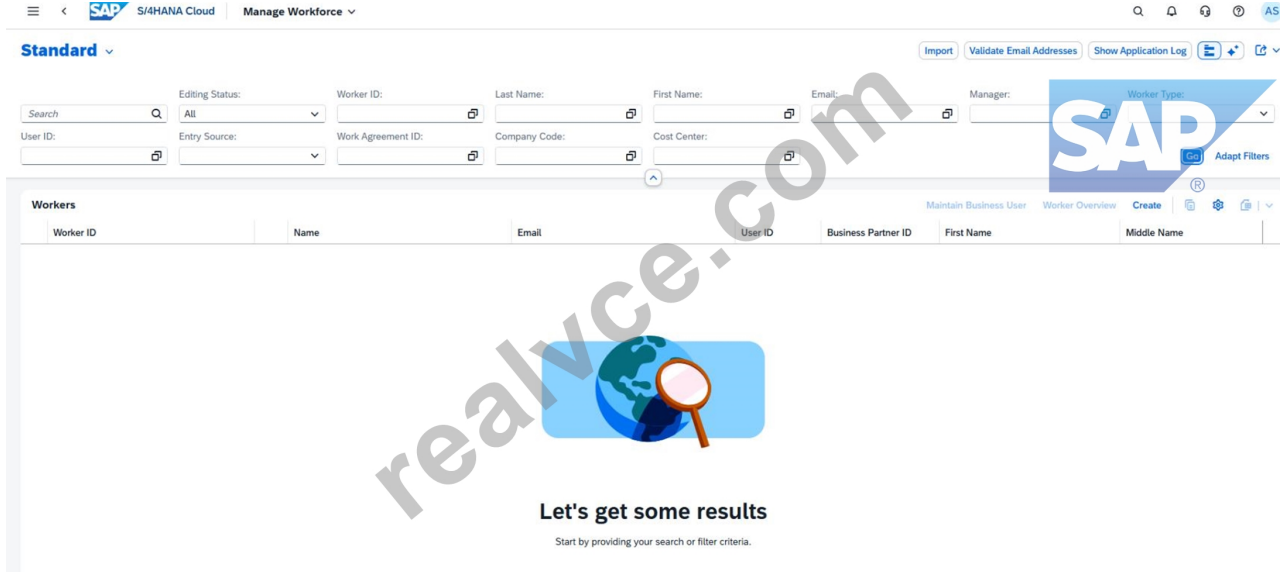 SAP S/4HANA Cloud Manage Workforce AS
Standard
Import Validate Email Addresses Show Application Log
Editing Status: Worker ID: Last Name: First Name: Email: Manager: Worker Type:
Search All
User ID: Entry Source: Work Agreement ID: Company Code: Cost Center:
Go Adapt Filters
SAP ®
Workers Maintain Business User Worker Overview Create
Worker ID Name Email User ID Business Partner ID First Name Middle Name
realvce.com
Let's get some results
Start by providing your search or filter criteria.